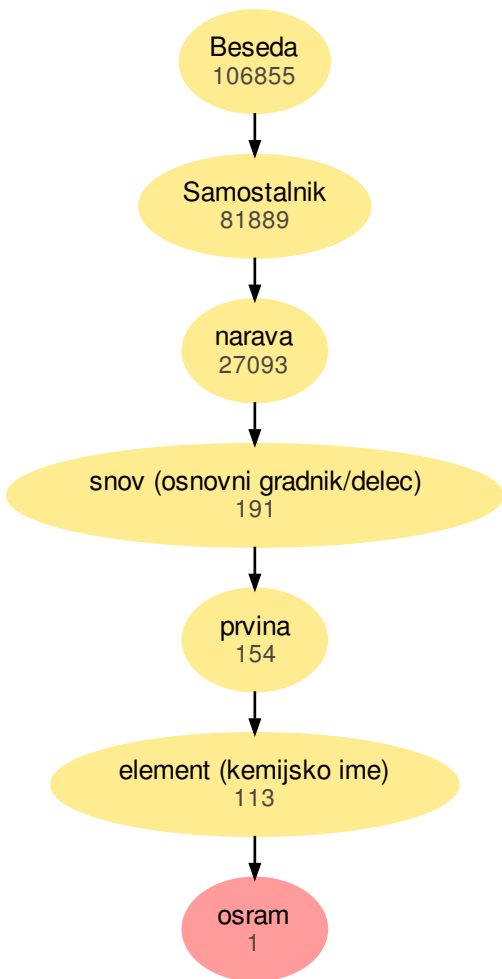 Beseda
106855
Samostalnik
81889
narava
27093
snov (osnovni gradnik/delec)
191
prvina
154
element (kemijsko ime)
113
osram
1